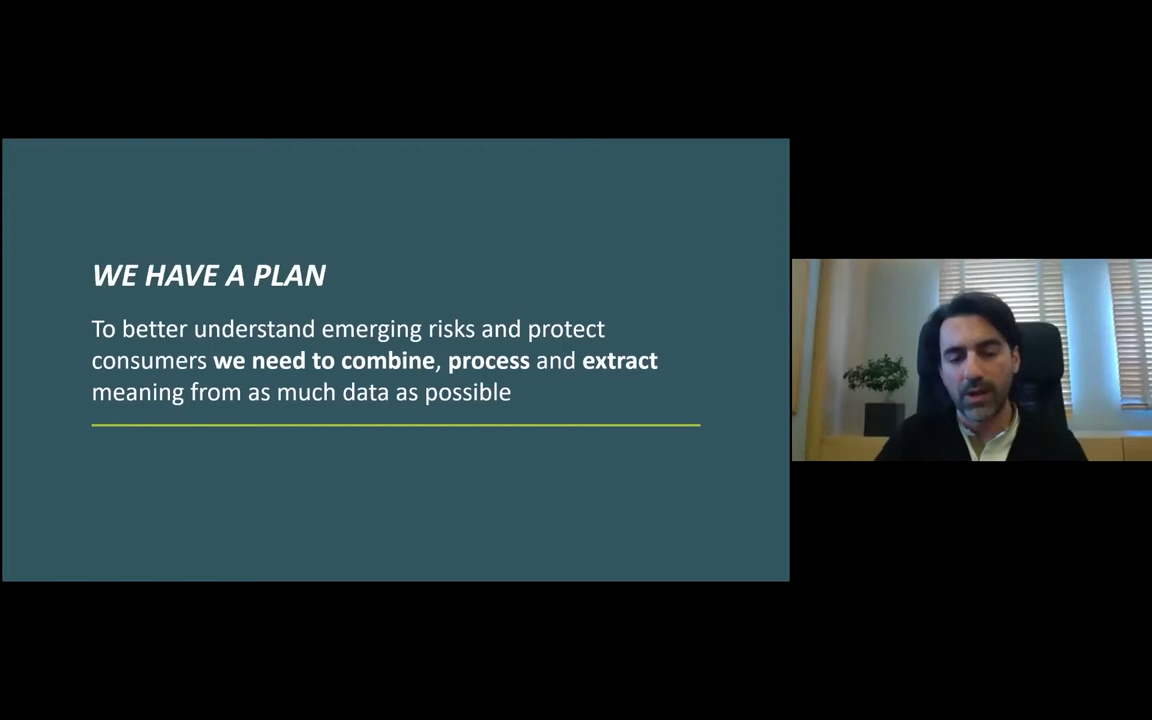 WE HAVE A PLAN
To better understand emerging risks and protect
consumers we need to combine, process and extract
meaning from as much data as possible